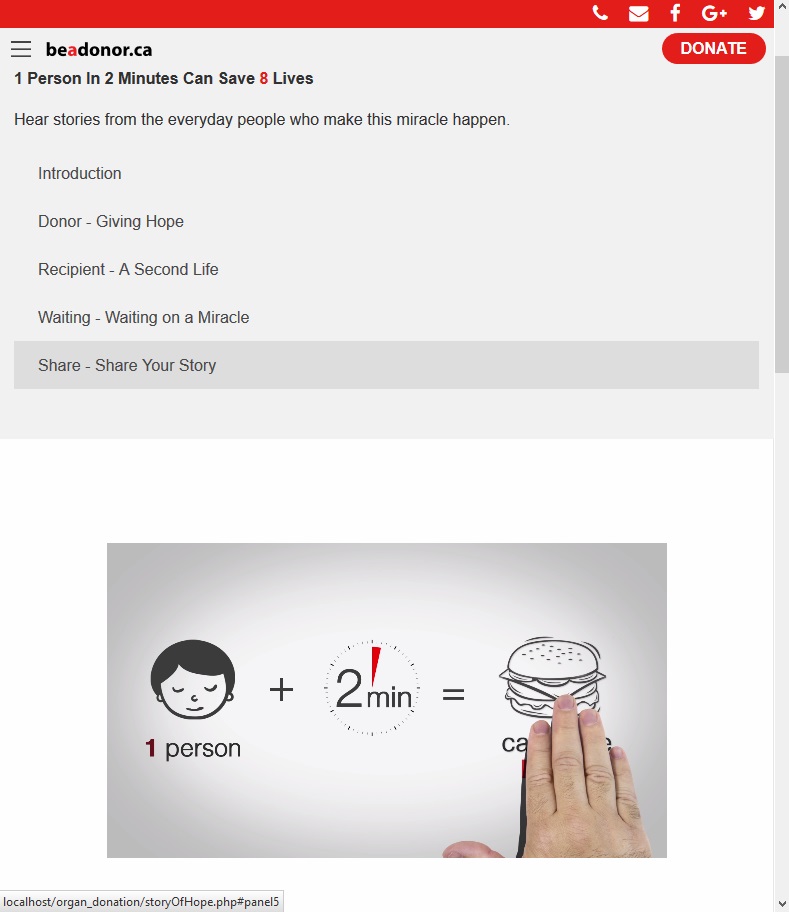 beadonor.ca
DONATE
1 Person In 2 Minutes Can Save 8 Lives
Hear stories from the everyday people who make this miracle happen.
Introduction
Donor - Giving Hope
Recipient - A Second Life
Waiting - Waiting on a Miracle
Share - Share Your Story
+
2 min
=
1 person
localhost/organ_donation/storyOfHope.php#panel5